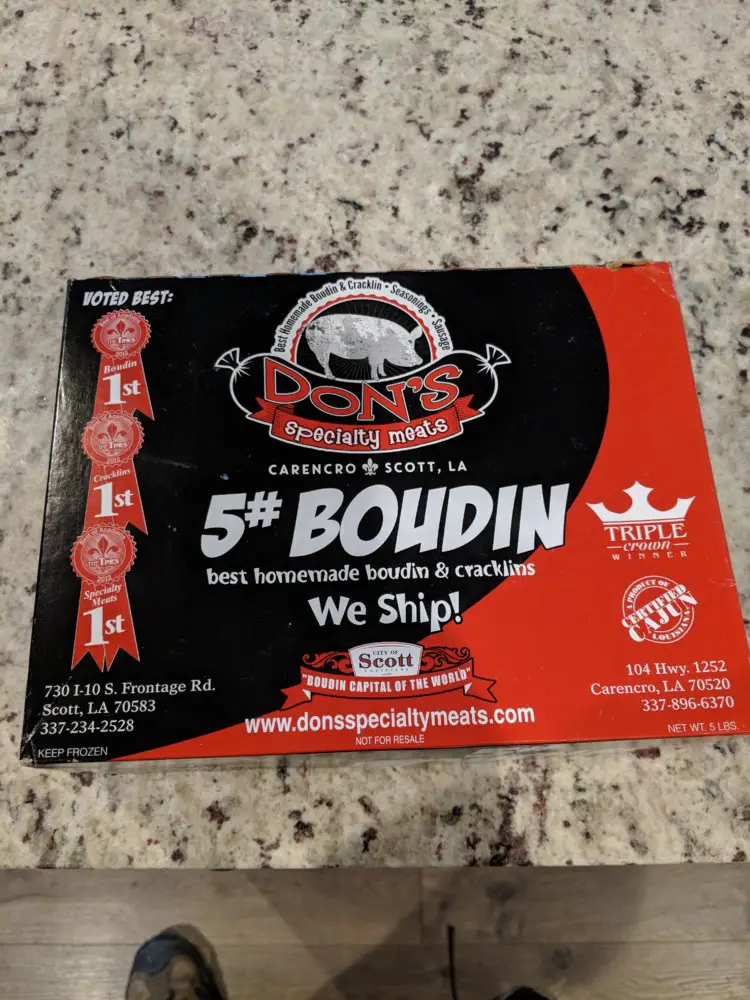 VOTED BEST:
Boudin
1st
Cracklins
1st
Specialty
Meats
1st
Best Homemade Boudin & Cracklin • Seasonings • Sausage
DON'S
specialty meats
CARENCRO SCOTT, LA
5# BOUDIN
best homemade boudin & cracklins
We Ship!
CITY OF
Scott
"BOUDIN CAPITAL OF THE WORLD"
www.donsspecialtymeats.com
NOT FOR RESALE
730 I-10 S. Frontage Rd.
Scott, LA 70583
337-234-2528
KEEP FROZEN
TRIPLE
crown
WINNER
A PRODUCT OF
CERTIFIED
CAJUN
LOUISIANA
104 Hwy. 1252
Carencro, LA 70520
337-896-6370
NET WT. 5 LBS.